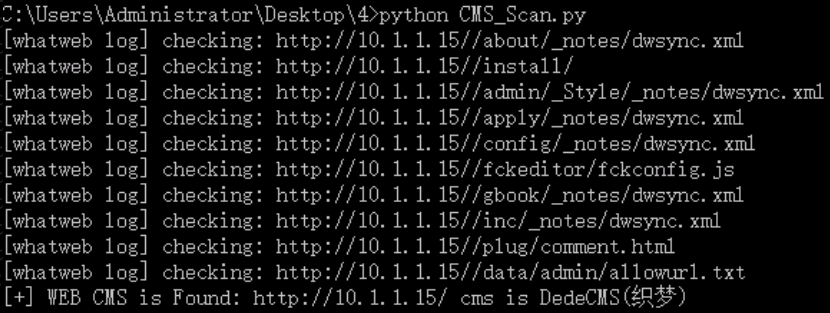 C:\Users\Administrator\Desktop\4>python CMS_Scan.py
[whatweb log] checking: http://10.1.1.15//about/_notes/dwsync.xml
[whatweb log] checking: http://10.1.1.15//install/
[whatweb log] checking: http://10.1.1.15//admin/_Style/_notes/dwsync.xml
[whatweb log] checking: http://10.1.1.15//apply/_notes/dwsync.xml
[whatweb log] checking: http://10.1.1.15//config/_notes/dwsync.xml
[whatweb log] checking: http://10.1.1.15//fckeditor/fckconfig.js
[whatweb log] checking: http://10.1.1.15//gbook/_notes/dwsync.xml
[whatweb log] checking: http://10.1.1.15//inc/_notes/dwsync.xml
[whatweb log] checking: http://10.1.1.15//plug/comment.html
[whatweb log] checking: http://10.1.1.15//data/admin/allowurl.txt
[+] WEB CMS is Found: http://10.1.1.15/ cms is DedeCMS(织梦)